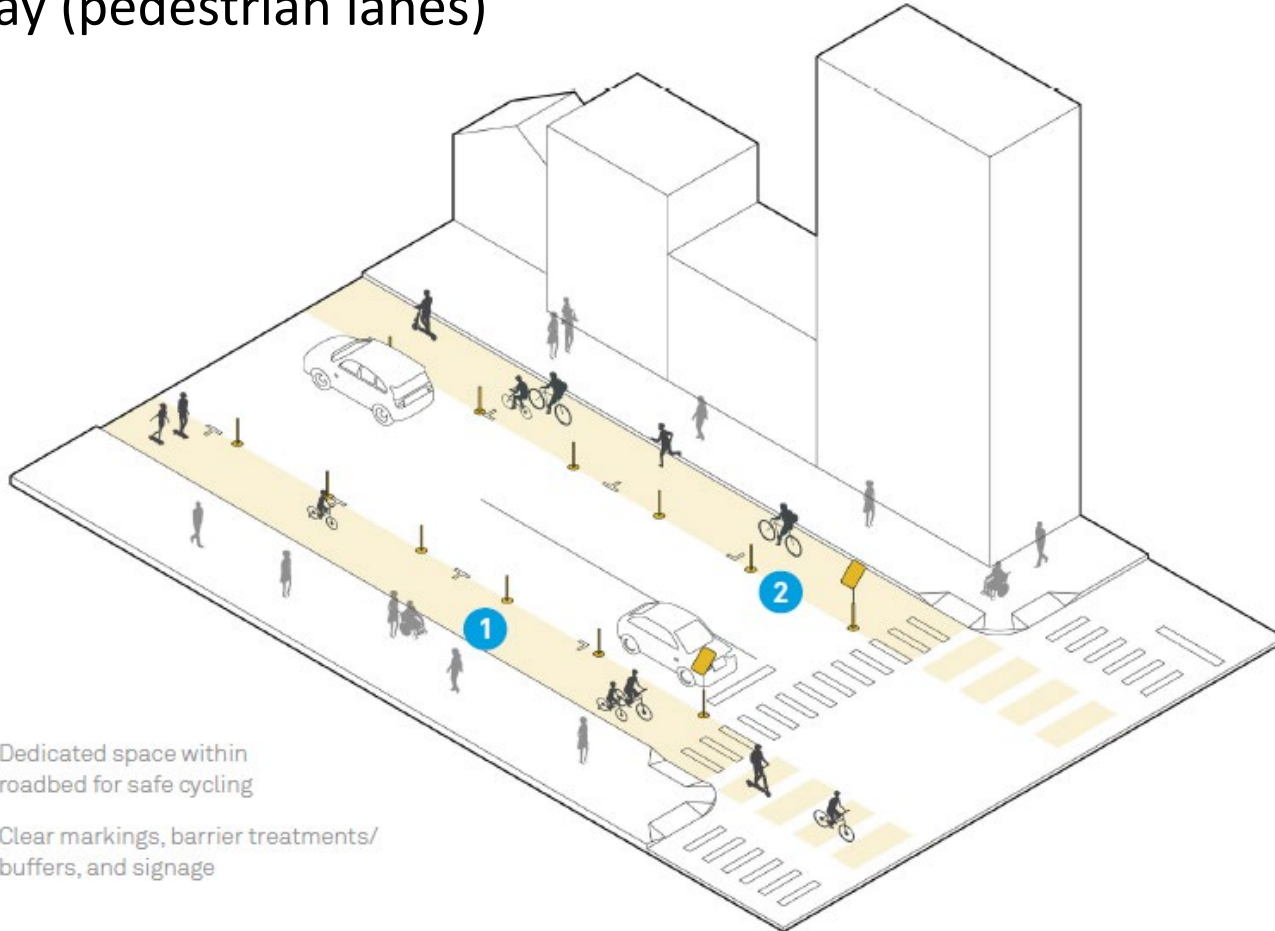 ay (pedestrian lanes)
2
1
Dedicated space within
roadbed for safe cycling
Clear markings, barrier treatments/
buffers, and signage